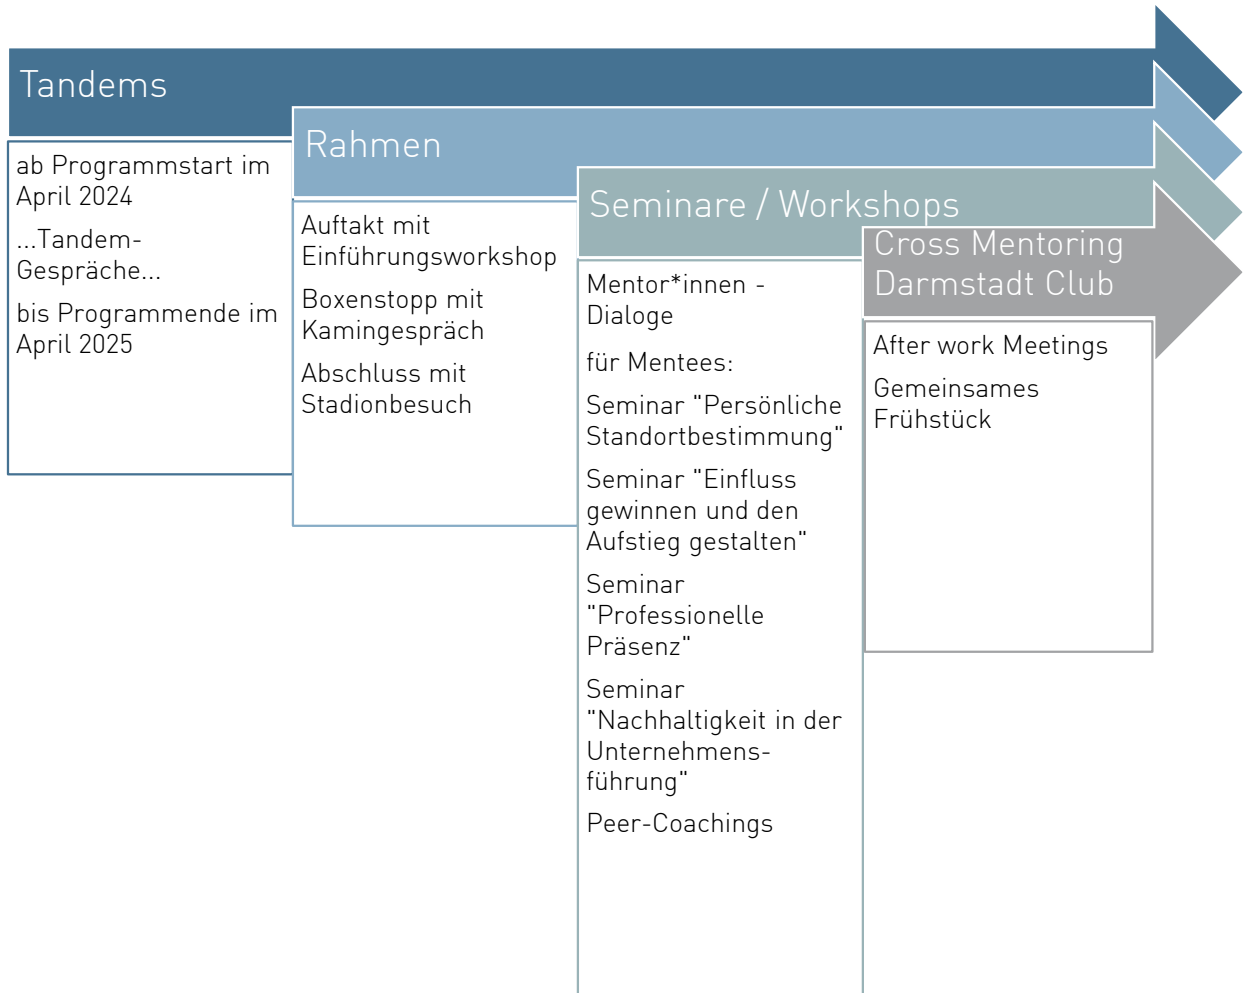 Tandems
ab Programmstart im
April 2024
...Tandem-
Gespräche...
bis Programmende im
April 2025
Rahmen
Auftakt mit
Einführungsworkshop
Boxenstopp mit
Kamingespräch
Abschluss mit
Stadionbesuch
Seminare / Workshops
Mentor*innen -
Dialoge
für Mentees:
Seminar "Persönliche
Standortbestimmung"
Seminar "Einfluss
gewinnen und den
Aufstieg gestalten"
Seminar
"Professionelle
Präsenz"
Seminar
"Nachhaltigkeit in der
Unternehmens-
führung"
Peer-Coachings
Cross Mentoring
Darmstadt Club
After work Meetings
Gemeinsames
Frühstück